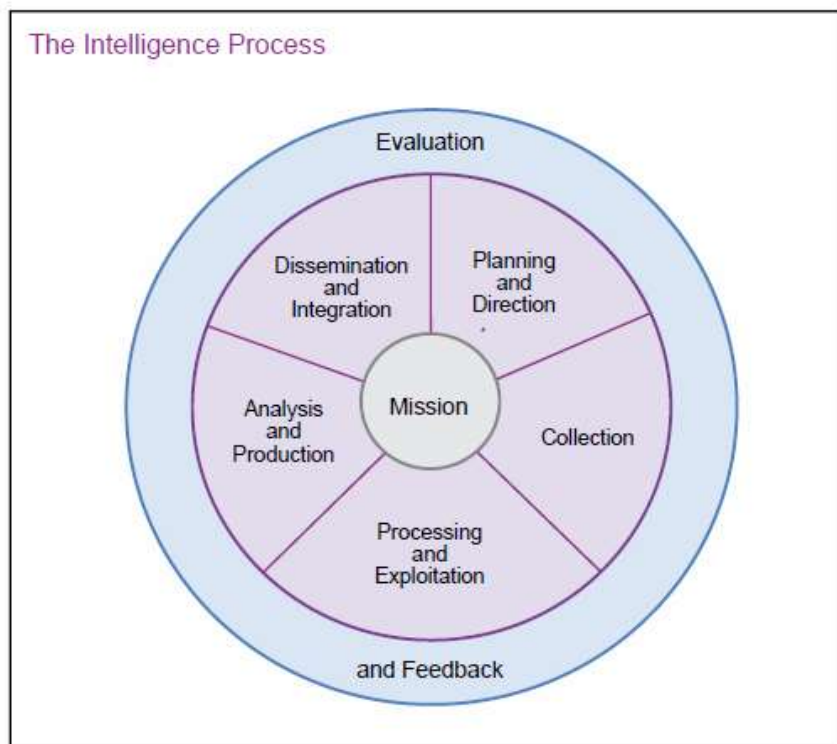 The Intelligence Process
Evaluation
Planning
and
Direction
Collection
Processing
and
Exploitation
Analysis
and
Production
Dissemination
and
Integration
Mission
and Feedback